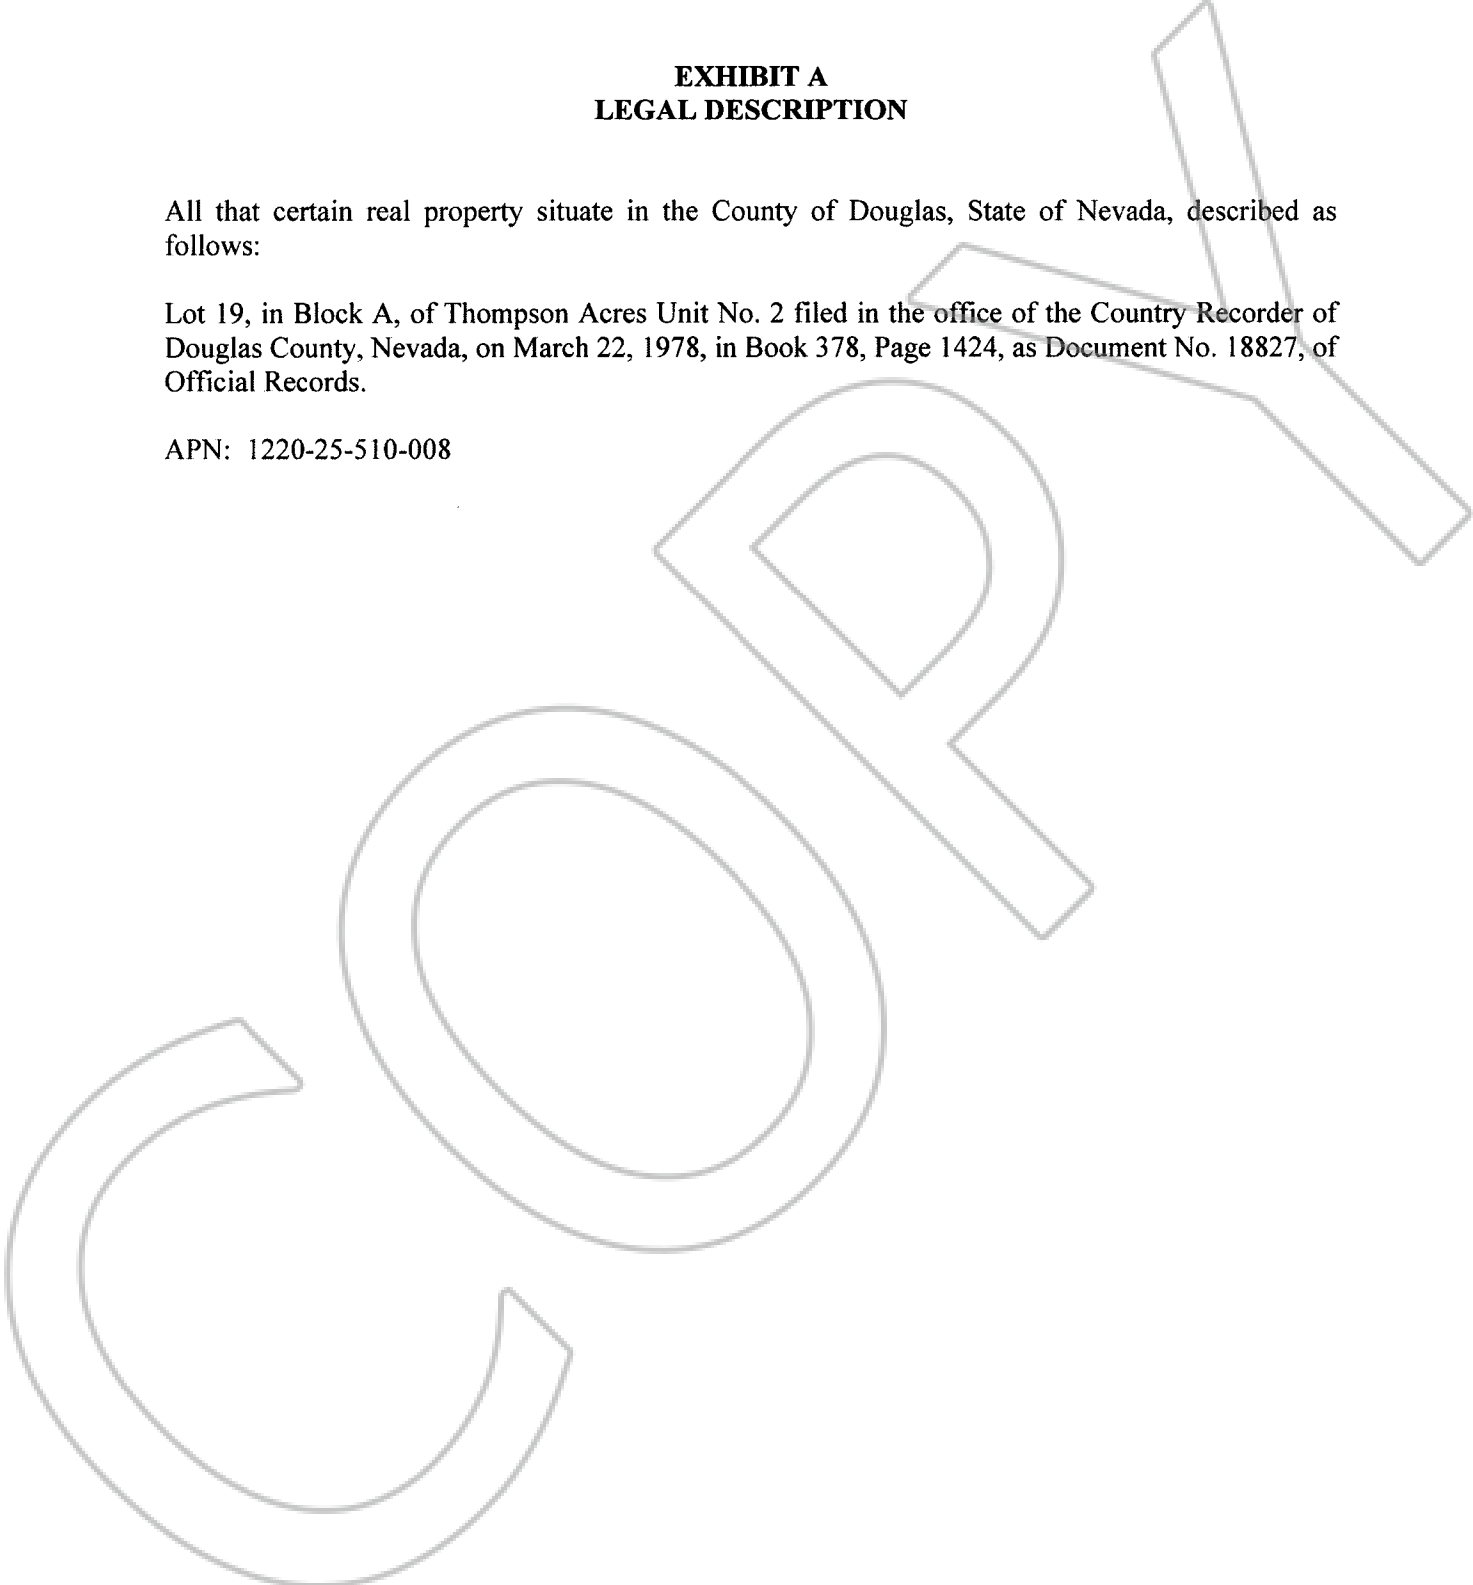 EXHIBIT A
LEGAL DESCRIPTION
All that certain real property situate in the County of Douglas, State of Nevada, described as
follows:
Lot 19, in Block A, of Thompson Acres Unit No. 2 filed in the office of the Country Recorder of
Douglas County, Nevada, on March 22, 1978, in Book 378, Page 1424, as Document No. 18827, of
Official Records.
APN: 1220-25-510-008
COPY